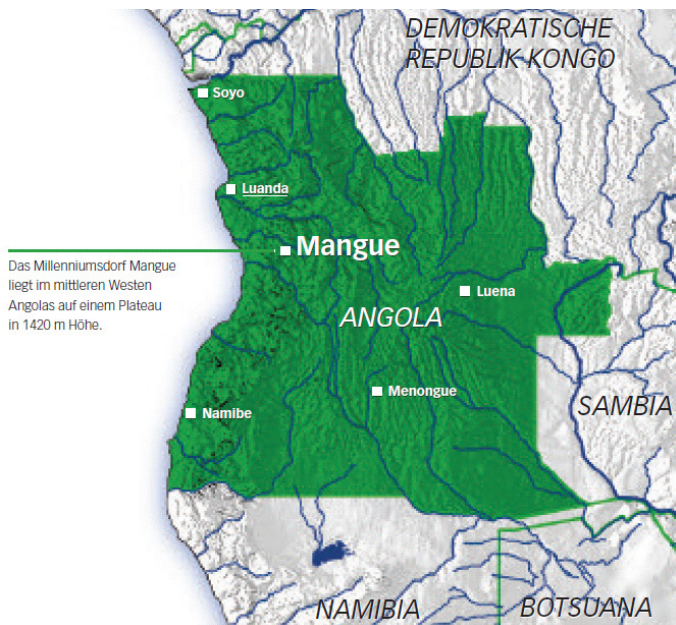 DEMOKRATISCHE
REPUBLIK KONGO
Soyo
Luanda
Mangue
Das Millenniumsdorf Mangue
liegt im mittleren Westen
Angolas auf einem Plateau
in 1420 m Höhe.
Luena
ANGOLA
Menongue
SAMBIA
Namibe
NAMIBIA
BOTSUANA